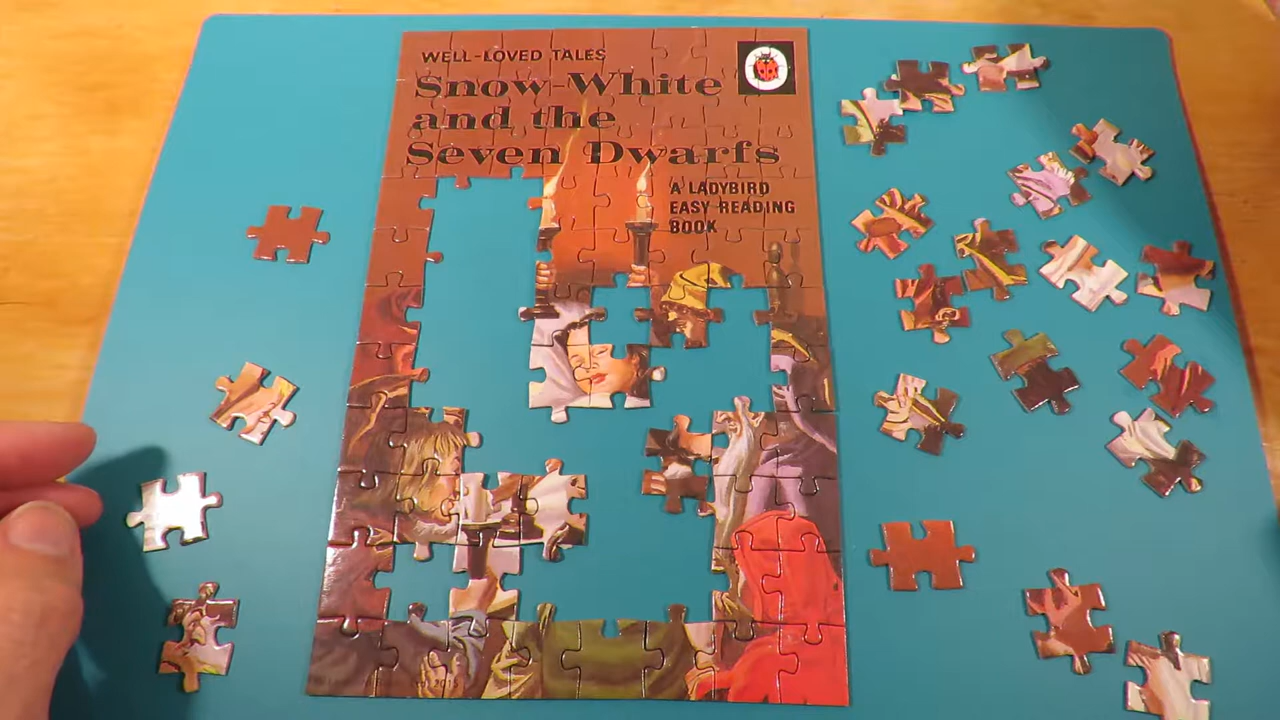 WELL-LOVED TALES
Snow-White
and the
Seven Dwarfs
A LADYBIRD
EASY READING
BOOK